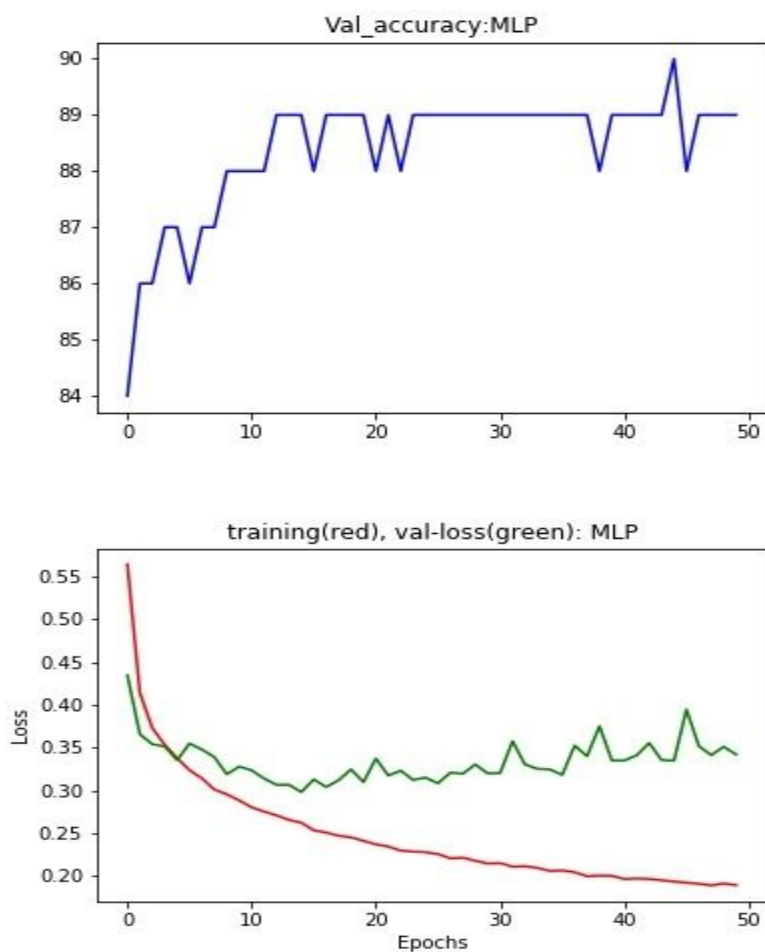 Val_accuracy:MLP
90
89
88
87
86
85
84
0 10 20 30 40 50
training(red), val-loss(green): MLP
0.55
0.50
0.45
0.40
0.35
0.30
0.25
0.20
Loss
0 10 20 30 40 50
Epochs